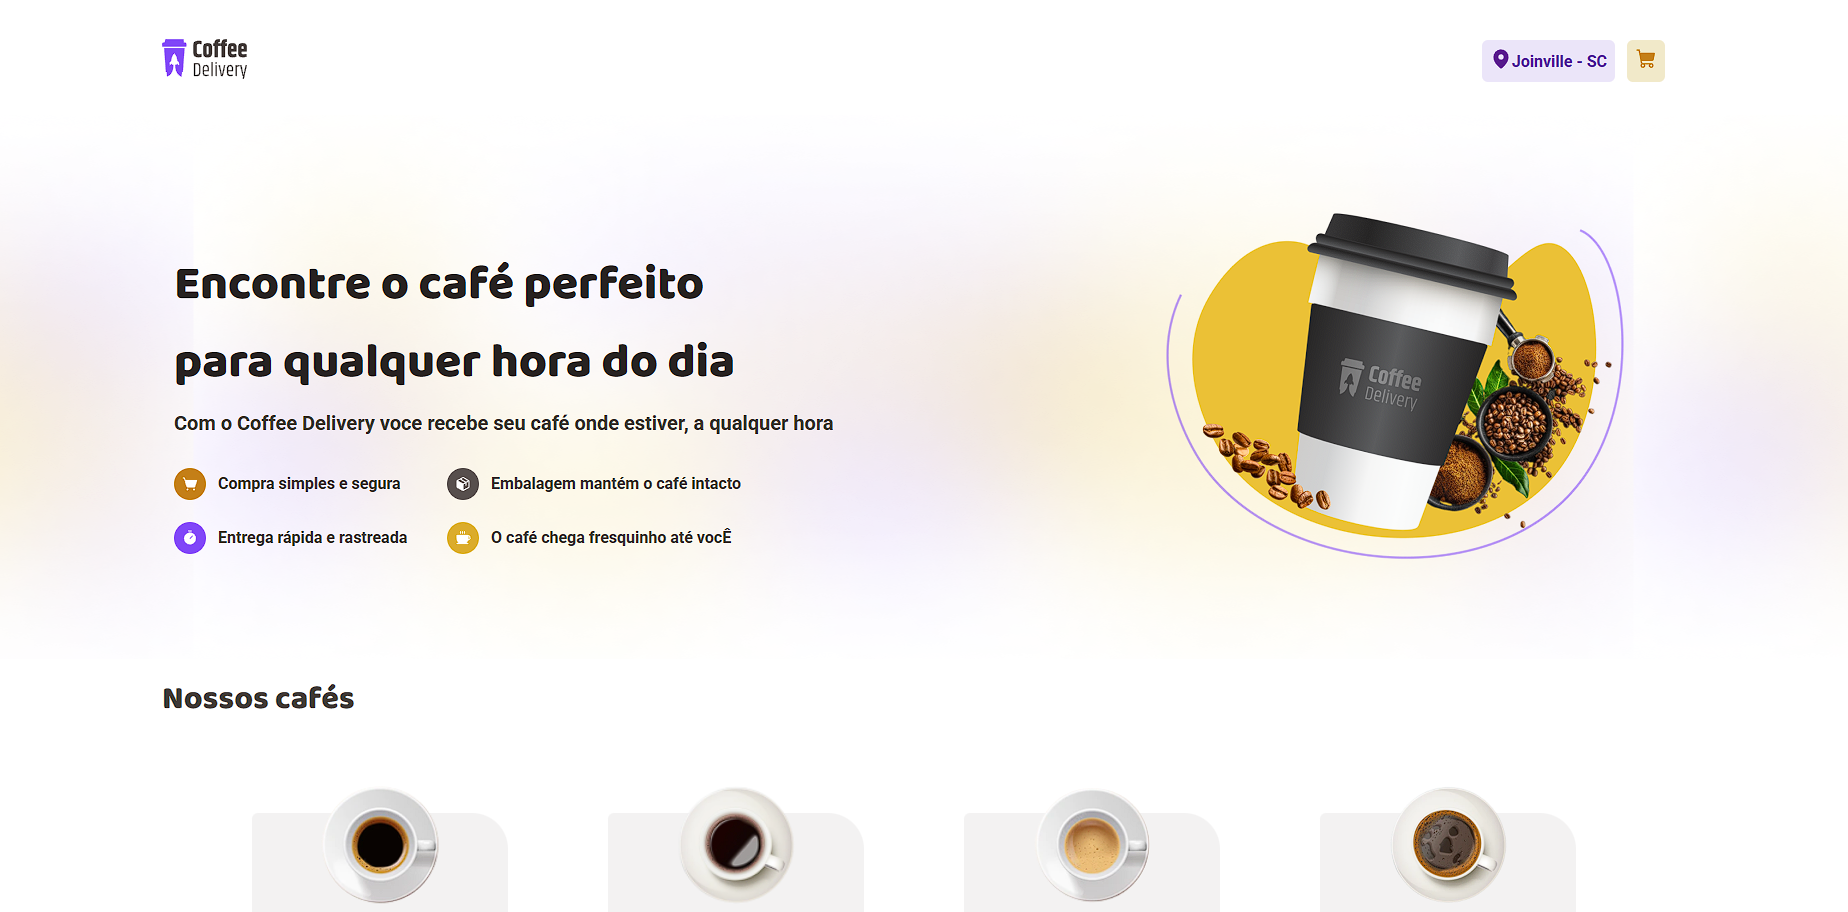 Coffee
Delivery
Joinville - SC
Encontre o café perfeito
para qualquer hora do dia
Com o Coffee Delivery voce recebe seu café onde estiver, a qualquer hora
Compra simples e segura
Embalagem mantém o café intacto
Entrega rápida e rastreada
O café chega fresquinho até vocÊ
Coffee
Delivery
Nossos cafés